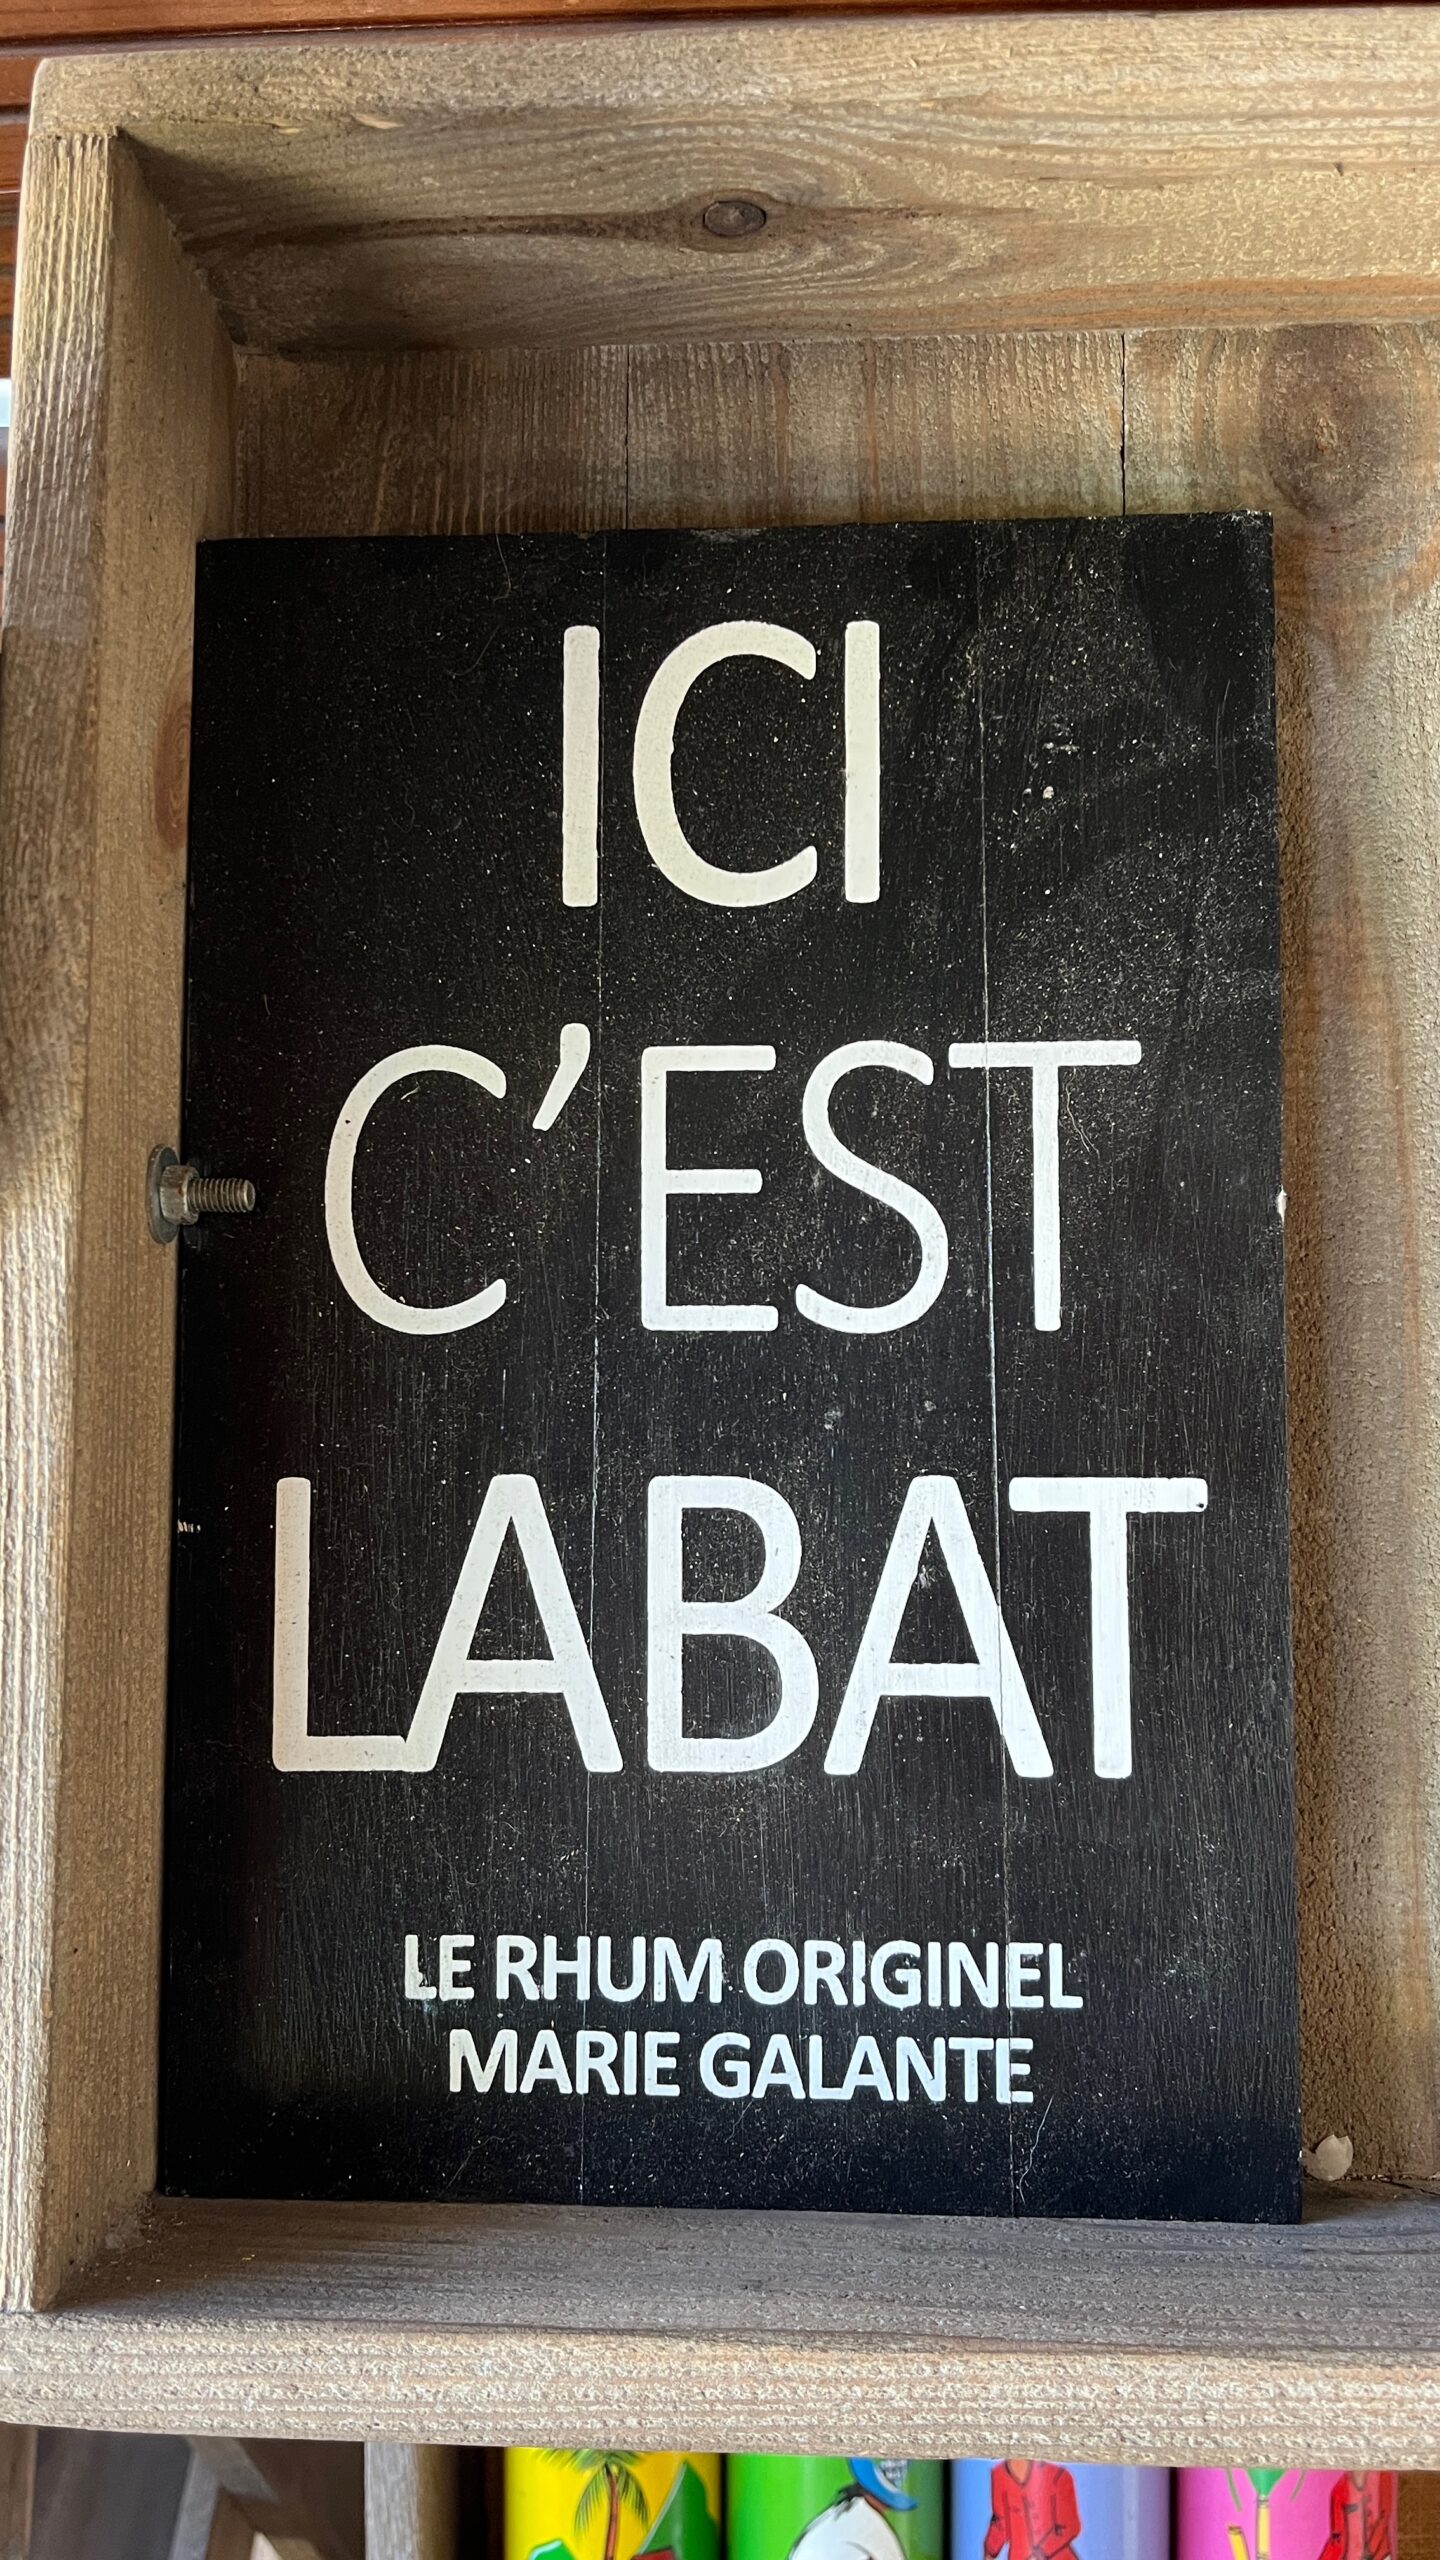 ICI
C'EST
LABAT
LE RHUM ORIGINEL
MARIE GALANTE